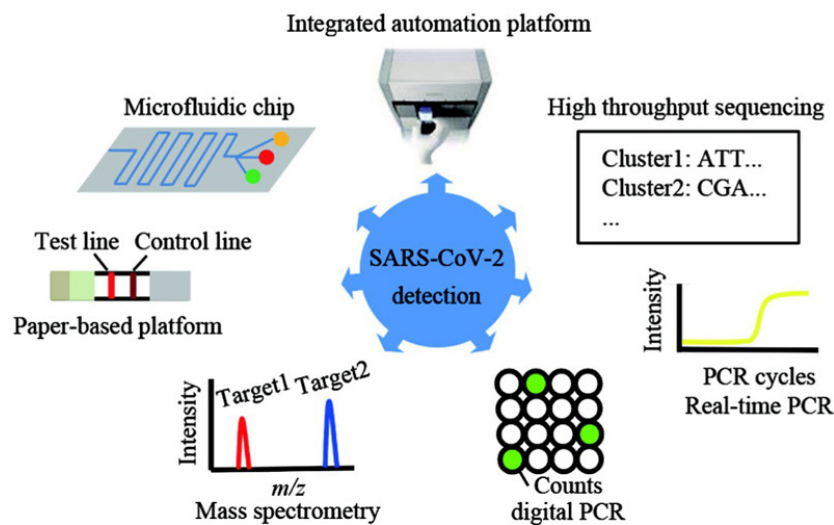 Integrated automation platform
Microfluidic chip
High throughput sequencing
Cluster1: ATT...
Cluster2: CGA...
...
Test line
Control line
Paper-based platform
SARS-CoV-2
detection
Intensity
PCR cycles
Real-time PCR
Intensity
Target1
Target2
m/z
Mass spectrometry
Counts
digital PCR